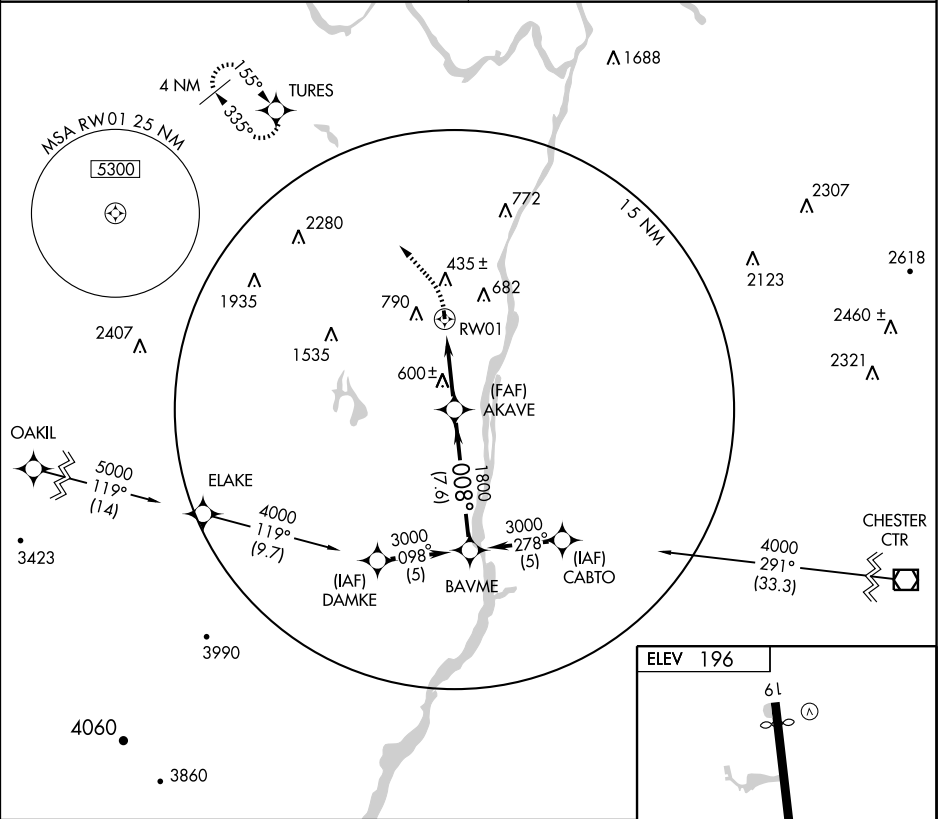 1688
155°
4 NM
TURES
335°
MSA RW01 25 NM
5300
772
15 NM
2307
2280
435 ±
2618
1935
682
2123
790
RW01
2460 ±
2407
1535
2321
600±
(FAF)
AKAVE
OAKIL
5000
119°
(14)
ELAKE
1800
008°
(7.6)
4000
119°
(9.7)
3000
098°
(5)
3000
278°
(5)
CHESTER
CTR
4000
291°
(33.3)
3423
(IAF)
DAMKE
BAVME
(IAF)
CABTO
3990
ELEV 196
19
4060
3860